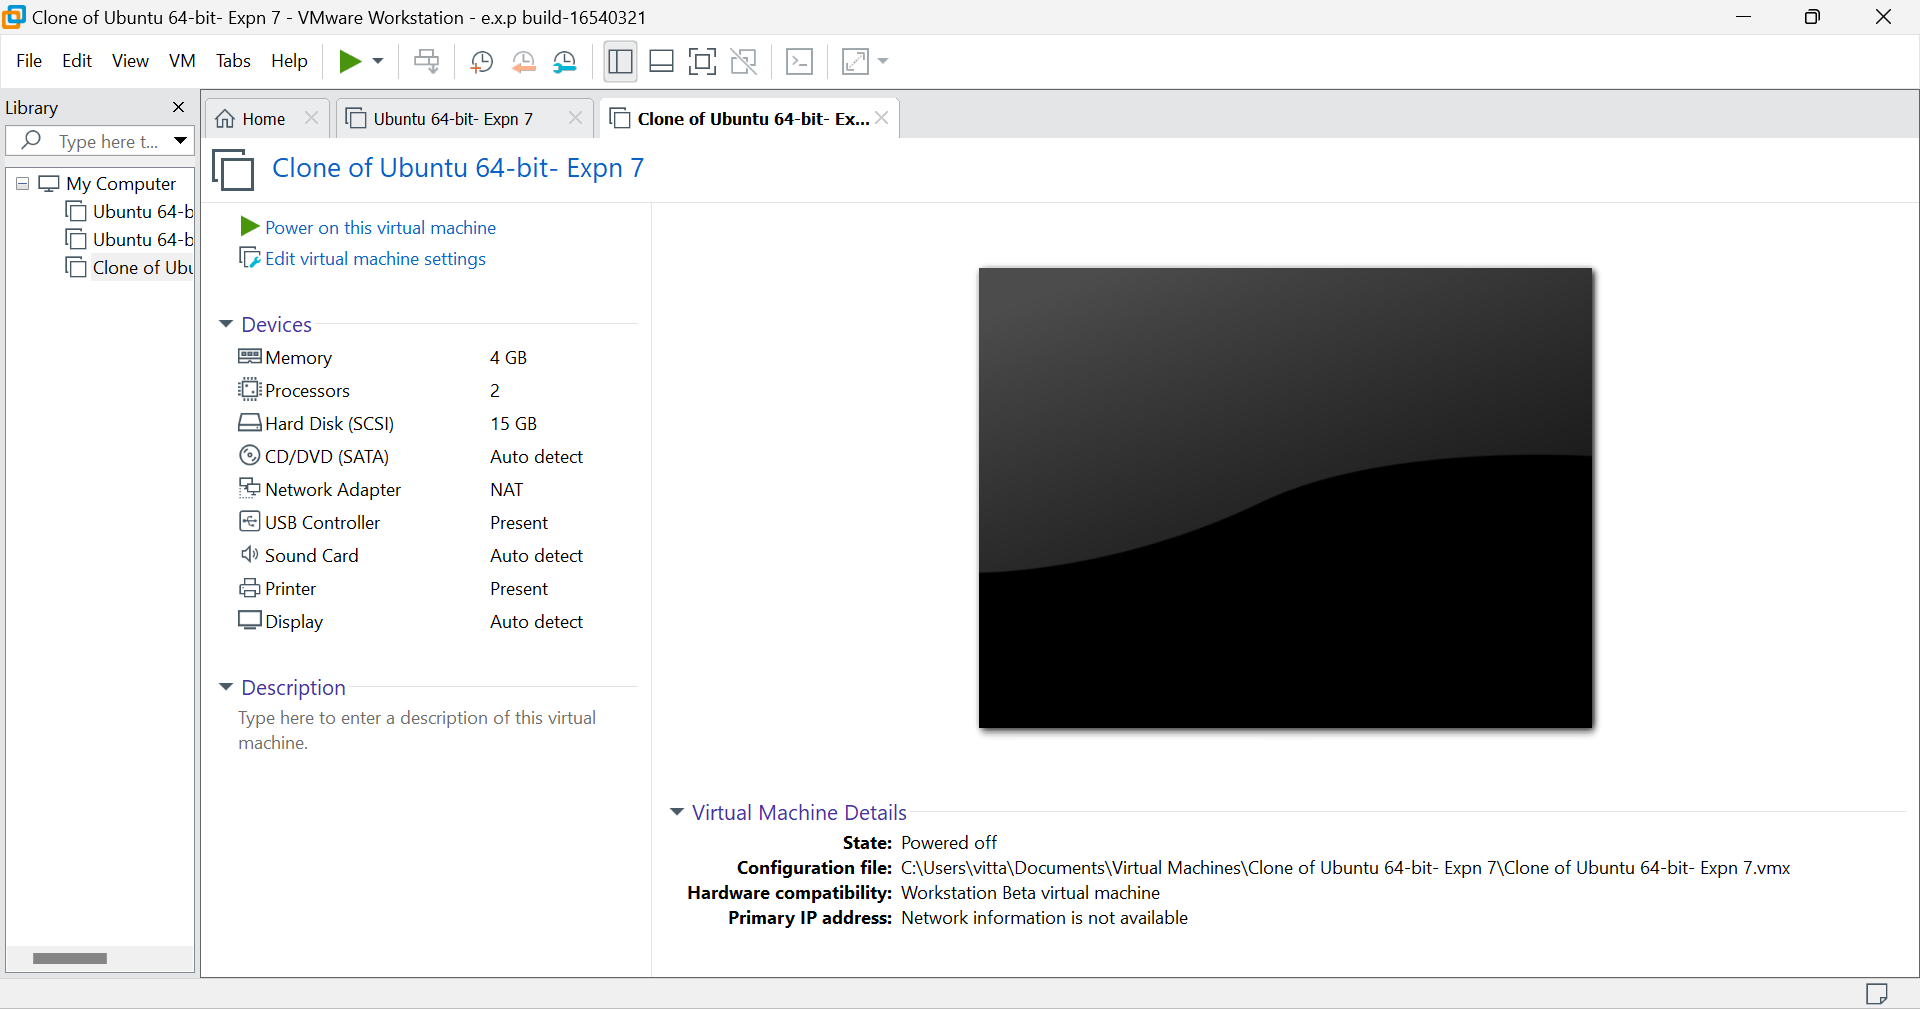 Clone of Ubuntu 64-bit- Expn 7 - VMware Workstation - e.x.p build-16540321
File Edit View VM Tabs Help
Library
Type here t...
My Computer
Ubuntu 64-b
Ubuntu 64-b
Clone of Ubu
Home
Ubuntu 64-bit- Expn 7
Clone of Ubuntu 64-bit- Ex...
Clone of Ubuntu 64-bit- Expn 7
Power on this virtual machine
Edit virtual machine settings
Devices
Memory 4 GB
Processors 2
Hard Disk (SCSI) 15 GB
CD/DVD (SATA) Auto detect
Network Adapter NAT
USB Controller Present
Sound Card Auto detect
Printer Present
Display Auto detect
Description
Type here to enter a description of this virtual
machine.
Virtual Machine Details
State: Powered off
Configuration file: C:\Users\vitta\Documents\Virtual Machines\Clone of Ubuntu 64-bit- Expn 7\Clone of Ubuntu 64-bit- Expn 7.vmx
Hardware compatibility: Workstation Beta virtual machine
Primary IP address: Network information is not available